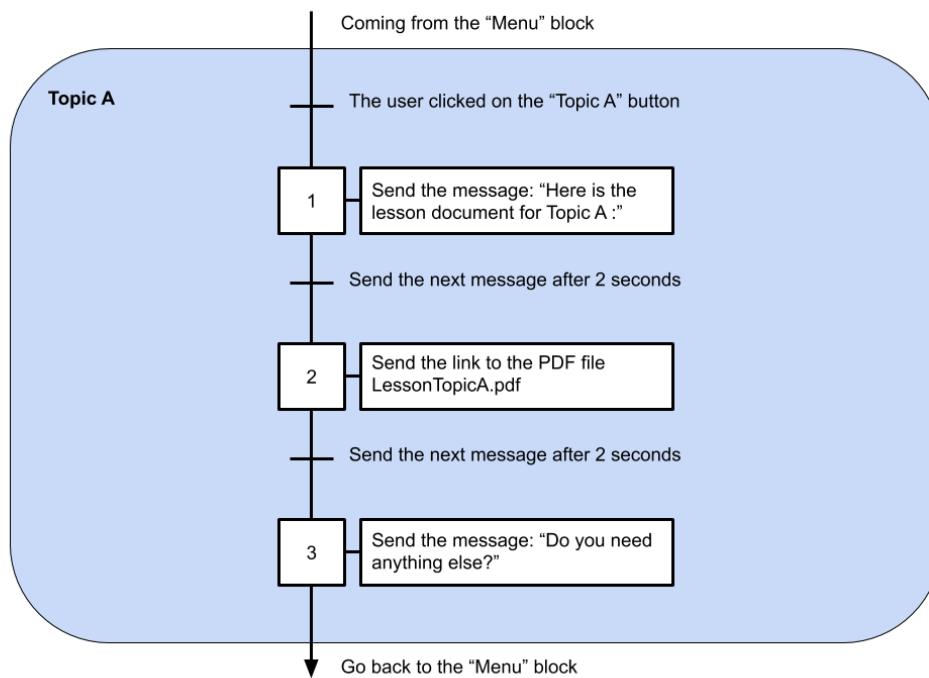 Coming from the “Menu” block
Topic A
The user clicked on the “Topic A” button
1
Send the message: “Here is the
lesson document for Topic A :”
Send the next message after 2 seconds
2
Send the link to the PDF file
LessonTopicA.pdf
Send the next message after 2 seconds
3
Send the message: “Do you need
anything else?”
Go back to the “Menu” block